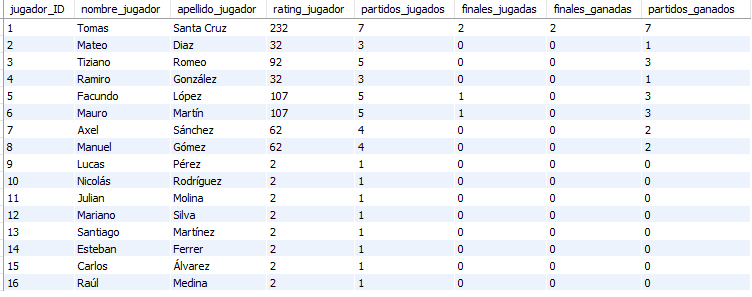 jugador_ID nombre_jugador apellido_jugador rating_jugador partidos_jugados finales_jugadas finales_ganadas partidos_ganados
1 Tomas Santa Cruz 232 7 2 2 7
2 Mateo Diaz 32 3 0 0 1
3 Tiziano Romeo 92 5 0 0 3
4 Ramiro González 32 3 0 0 1
5 Facundo López 107 5 1 0 3
6 Mauro Martín 107 5 1 0 3
7 Axel Sánchez 62 4 0 0 2
8 Manuel Gómez 62 4 0 0 2
9 Lucas Pérez 2 1 0 0 0
10 Nicolás Rodríguez 2 1 0 0 0
11 Julian Molina 2 1 0 0 0
12 Mariano Silva 2 1 0 0 0
13 Santiago Martínez 2 1 0 0 0
14 Esteban Ferrer 2 1 0 0 0
15 Carlos Álvarez 2 1 0 0 0
16 Raúl Medina 2 1 0 0 0